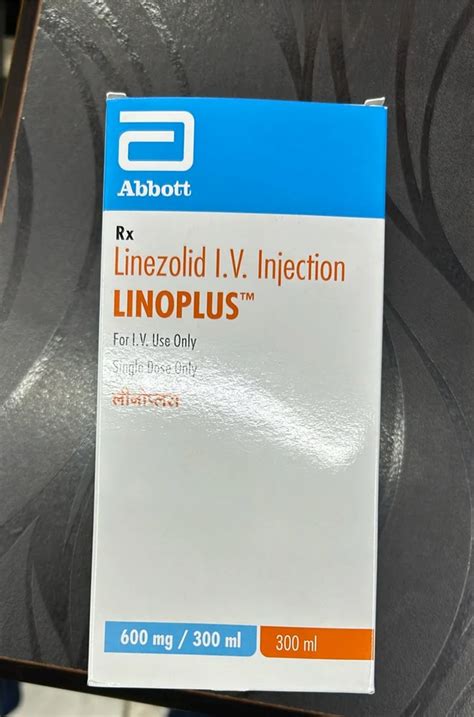 Abbott
Rx
Linezolid I.V. Injection
LINOPLUS™
For I.V. Use Only
Single Dose Only
लीनोप्लस
600 mg / 300 ml
300 ml